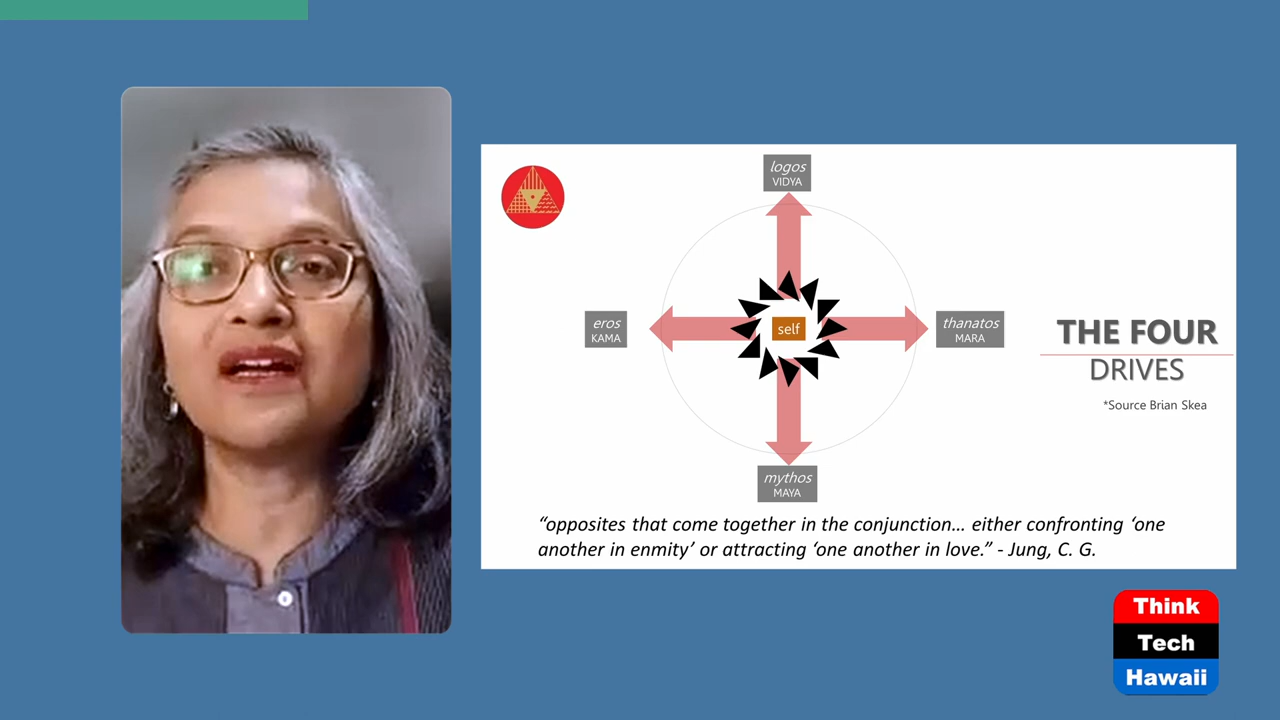 logos
VIDYA
eros
KAMA
self
thanatos
MARA
mythos
MAYA
THE FOUR
DRIVES
*Source Brian Skea
“opposites that come together in the conjunction… either confronting ‘one
another in enmity’ or attracting ‘one another in love.” - Jung, C. G.
Think
Tech
Hawaii